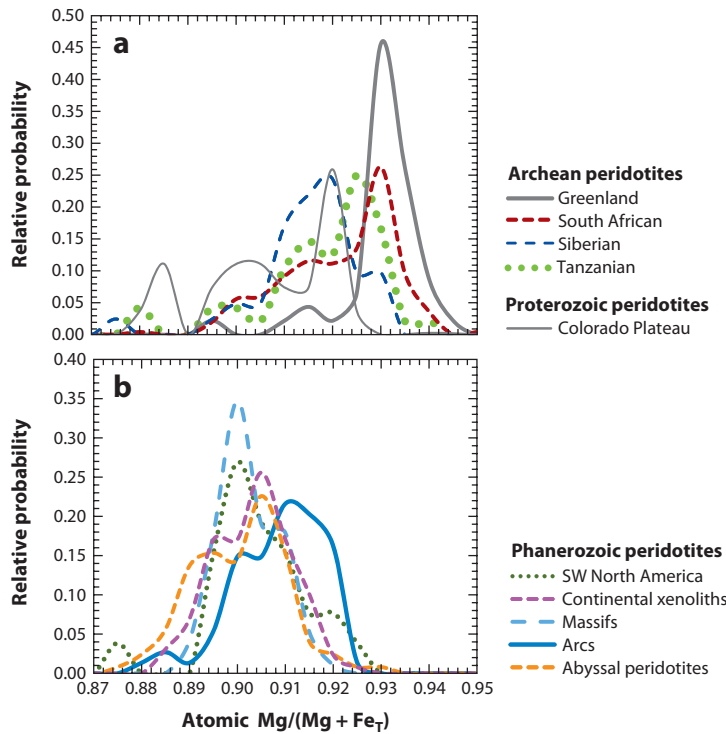 a
Relative probability
0.50
0.45
0.40
0.35
0.30
0.25
0.20
0.15
0.10
0.05
0.00
Archean peridotites
Greenland
South African
Siberian
Tanzanian
Proterozoic peridotites
Colorado Plateau
b
Relative probability
0.40
0.35
0.30
0.25
0.20
0.15
0.10
0.05
0.00
0.87 0.88 0.89 0.90 0.91 0.92 0.93 0.94 0.95
Atomic Mg/(Mg + FeT)
Phanerozoic peridotites
SW North America
Continental xenoliths
Massifs
Arcs
Abyssal peridotites